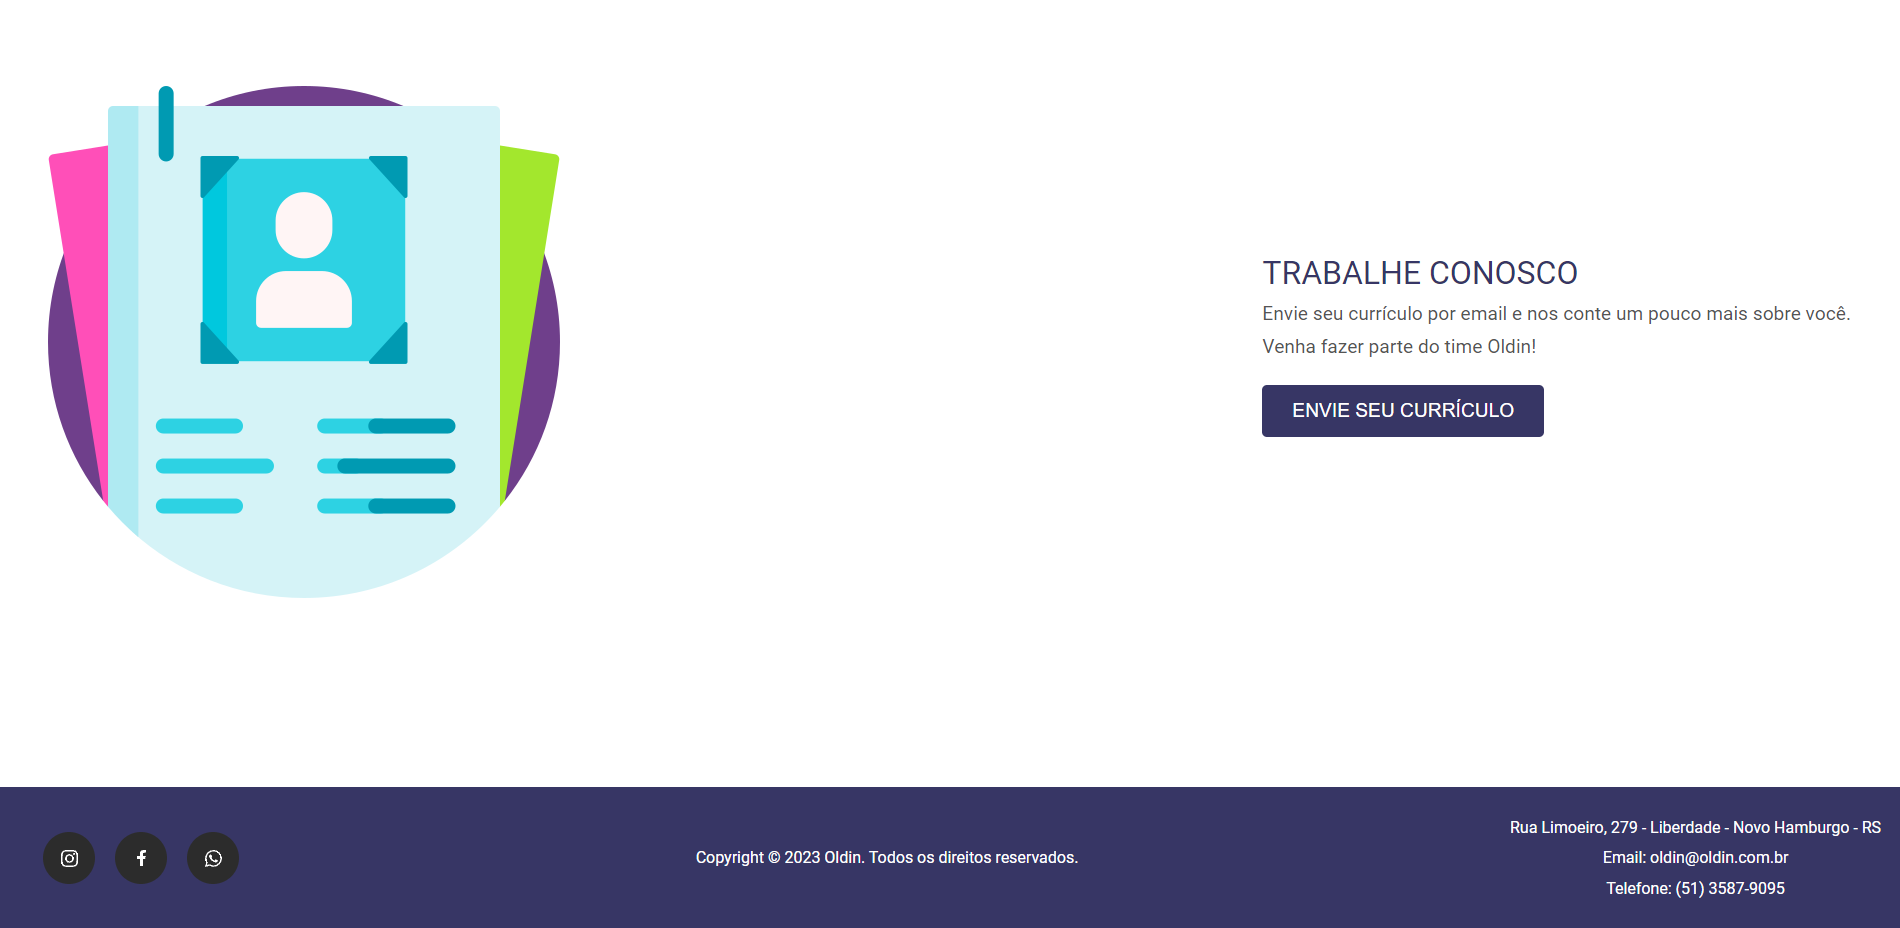 TRABALHE CONOSCO
Envie seu currículo por email e nos conte um pouco mais sobre você.
Venha fazer parte do time Oldin!
ENVIE SEU CURRÍCULO
Copyright © 2023 Oldin. Todos os direitos reservados.
Rua Limoeiro, 279 - Liberdade - Novo Hamburgo - RS
Email: oldin@oldin.com.br
Telefone: (51) 3587-9095